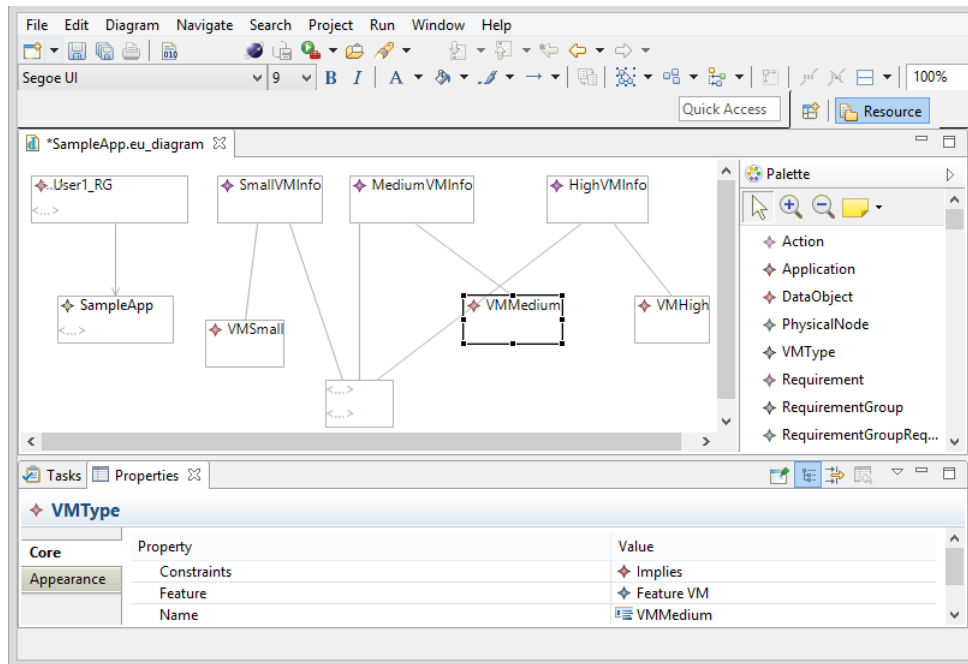 File Edit Diagram Navigate Search Project Run Window Help
010
Segoe UI 9 B I A 100%
Quick Access Resource
*SampleApp.eu_diagram
..User1_RG SmallVMInfo MediumVMInfo HighVMInfo
<...>
SampleApp VMMedium VMHigh
<...> VMSmall
<...>
<...>
Palette
Action
Application
DataObject
PhysicalNode
VMType
Requirement
RequirementGroup
RequirementGroupReq...
Tasks Properties
VMType
Core
Appearance
Property Value
Constraints Implies
Feature Feature VM
Name VMMedium